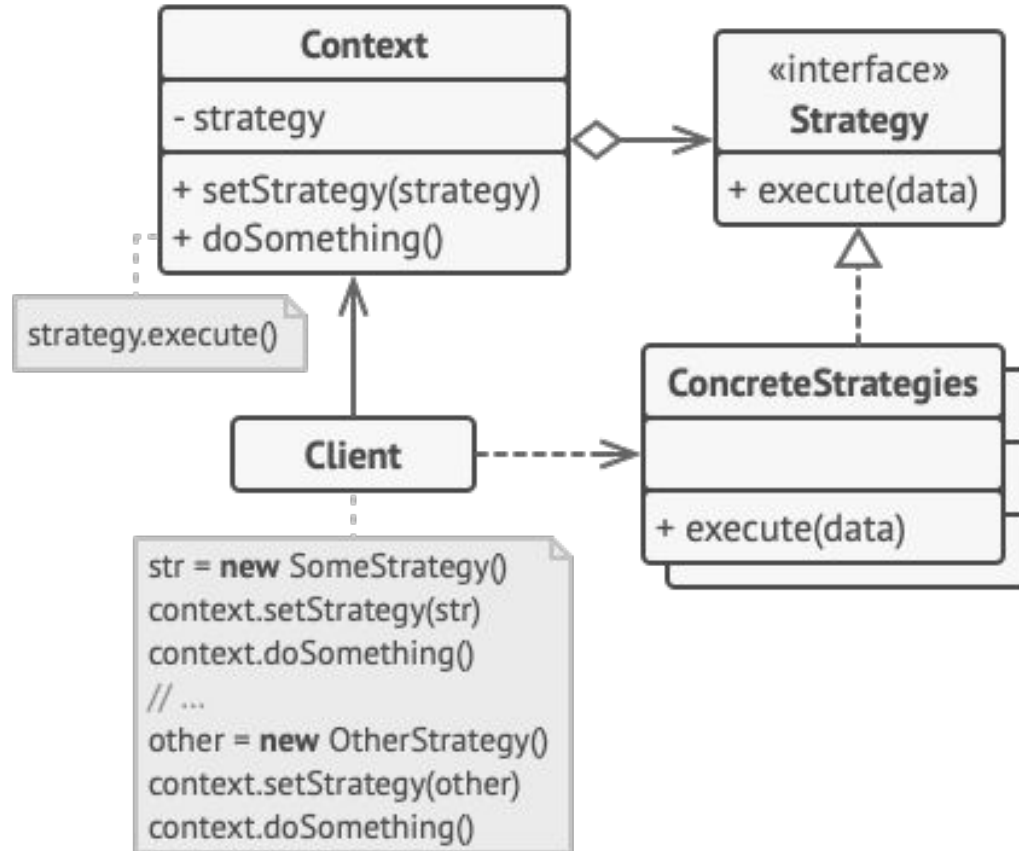 Context
- strategy
+ setStrategy(strategy)
+ doSomething()
strategy.execute()
«interface»
Strategy
+ execute(data)
ConcreteStrategies
+ execute(data)
Client
str = new SomeStrategy()
context.setStrategy(str)
context.doSomething()
// ...
other = new OtherStrategy()
context.setStrategy(other)
context.doSomething()